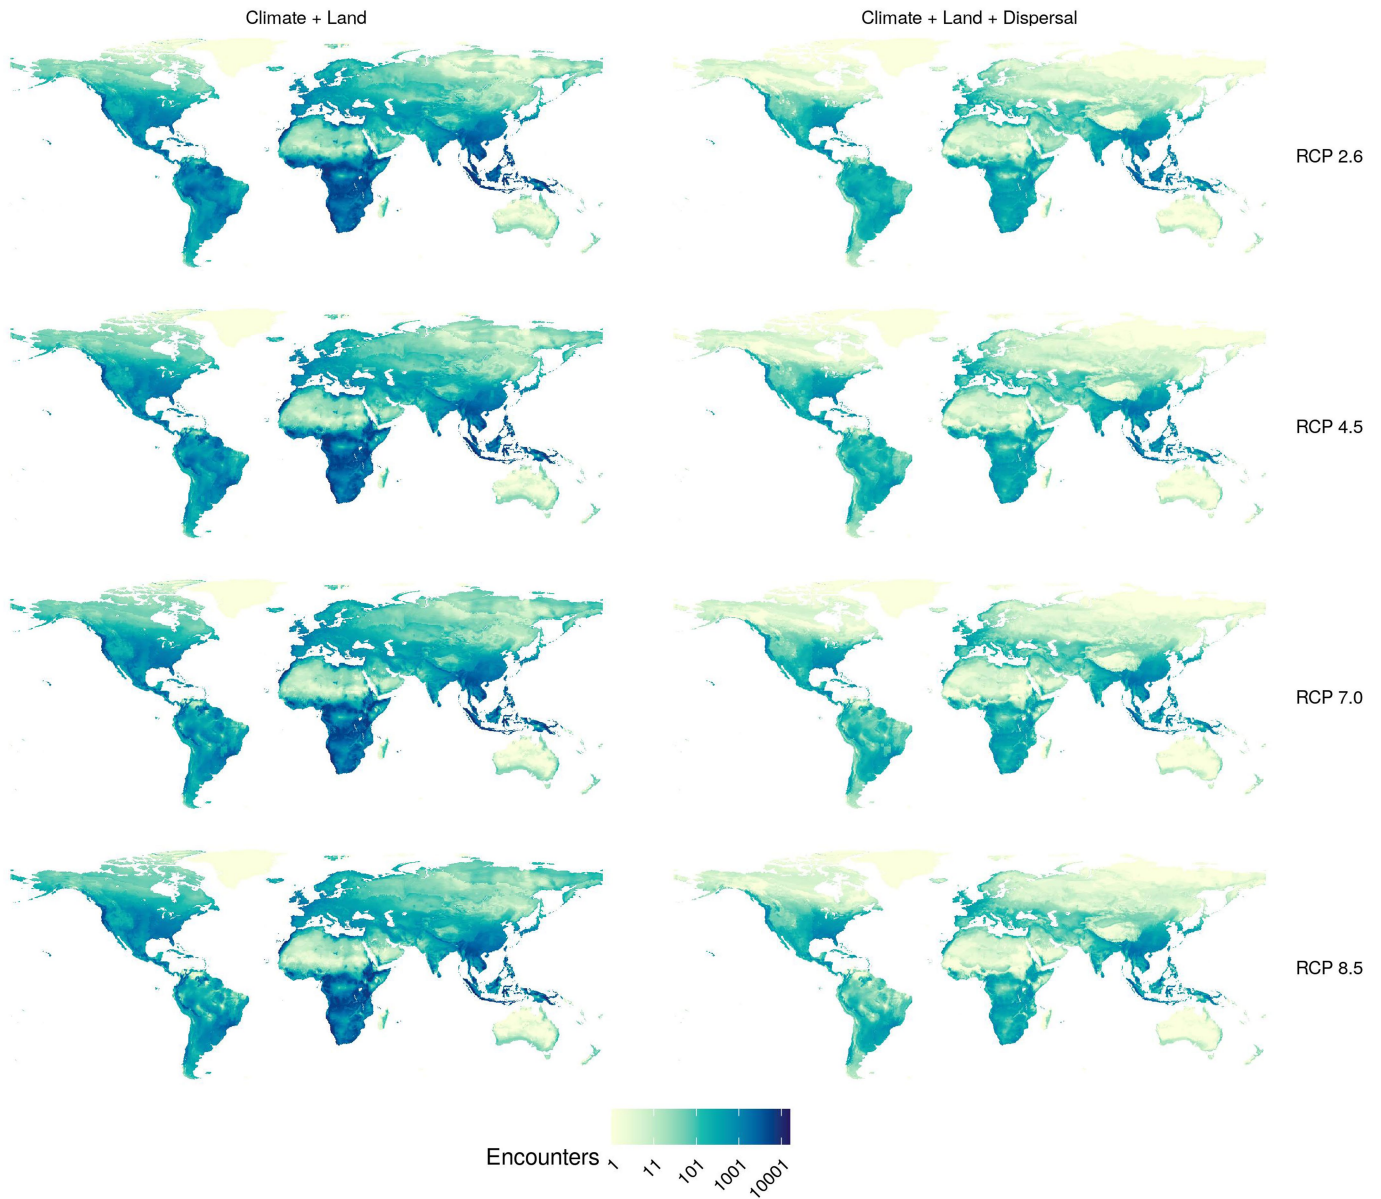 Climate + Land
Climate + Land + Dispersal
RCP 2.6
RCP 4.5
RCP 7.0
RCP 8.5
Encounters
1
11
101
1001
10001